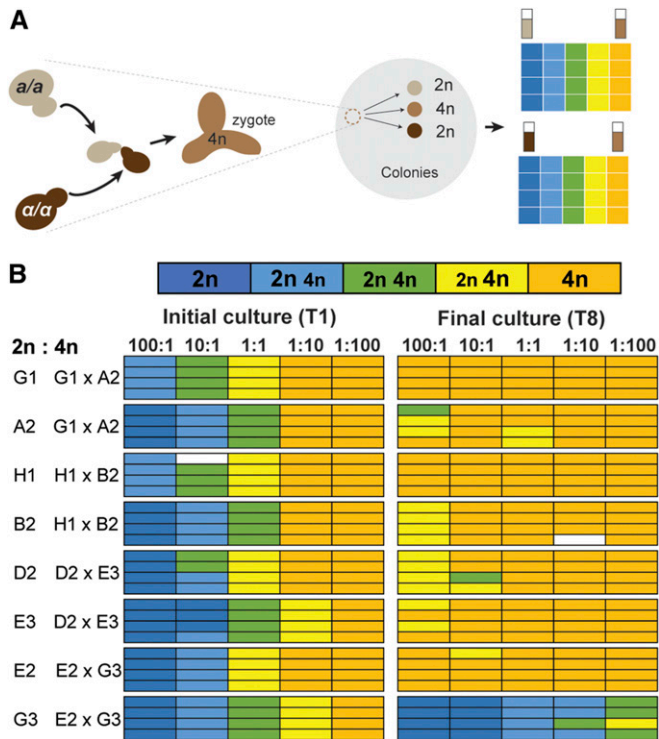 A
a/a
α/α
zygote
4n
2n
4n
2n
Colonies
B
2n 2n 4n 2n 4n 2n 4n 4n
Initial culture (T1) Final culture (T8)
2n : 4n 100:1 10:1 1:1 1:10 1:100 100:1 10:1 1:1 1:10 1:100
G1 G1 x A2
A2 G1 x A2
H1 H1 x B2
B2 H1 x B2
D2 D2 x E3
E3 D2 x E3
E2 E2 x G3
G3 E2 x G3